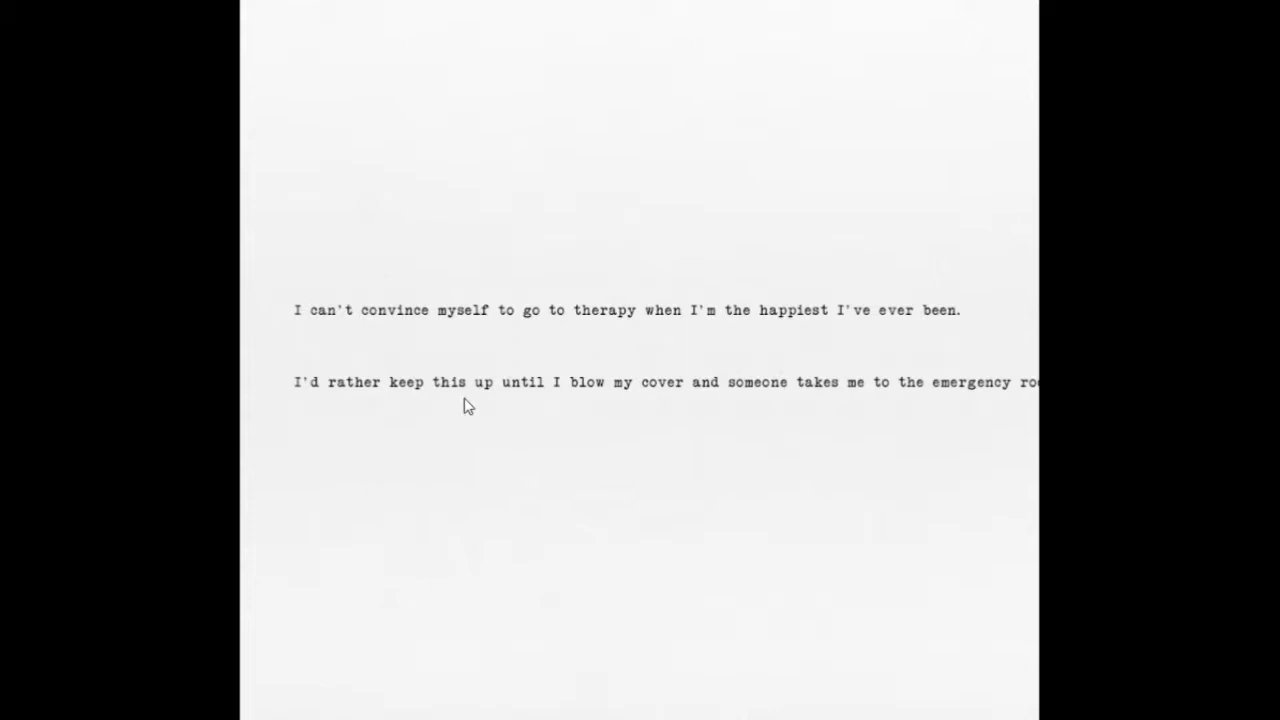 I can't convince myself to go to therapy when I'm the happiest I've ever been.
I'd rather keep this up until I blow my cover and someone takes me to the emergency